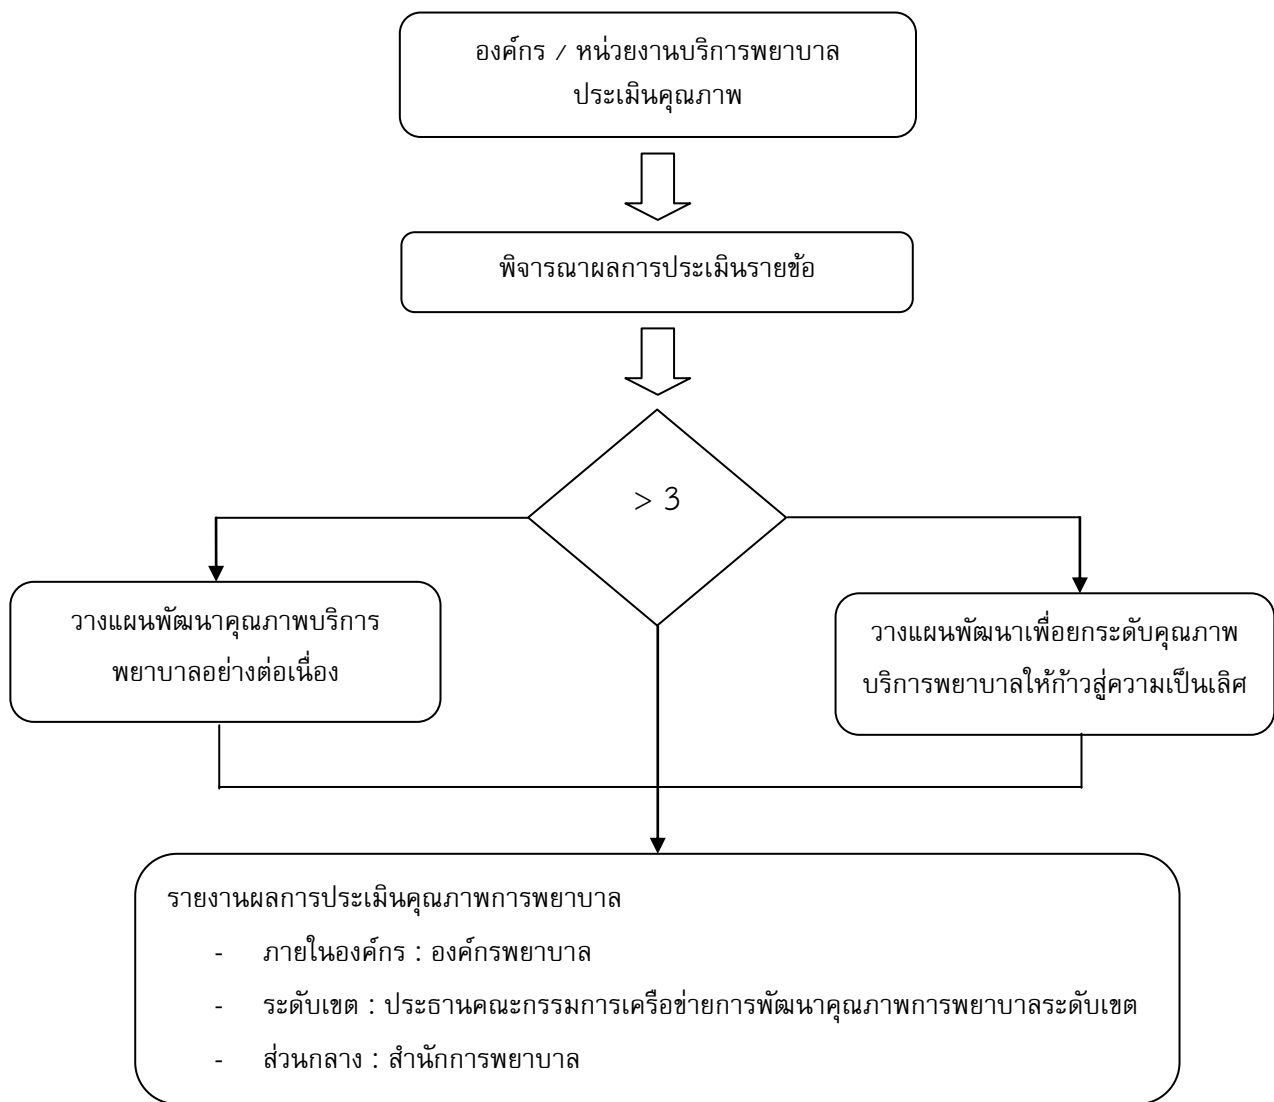 องค์กร / หน่วยงานบริการพยาบาล
ประเมินคุณภาพ
พิจารณาผลการประเมินรายข้อ
> 3
วางแผนพัฒนาคุณภาพบริการ
พยาบาลอย่างต่อเนื่อง
วางแผนพัฒนาเพื่อยกระดับคุณภาพ
บริการพยาบาลให้ก้าวสู่ความเป็นเลิศ
รายงานผลการประเมินคุณภาพการพยาบาล
- ภายในองค์กร : องค์กรพยาบาล
- ระดับเขต : ประธานคณะกรรมการเครือข่ายการพัฒนาคุณภาพการพยาบาลระดับเขต
- ส่วนกลาง : สำนักการพยาบาล